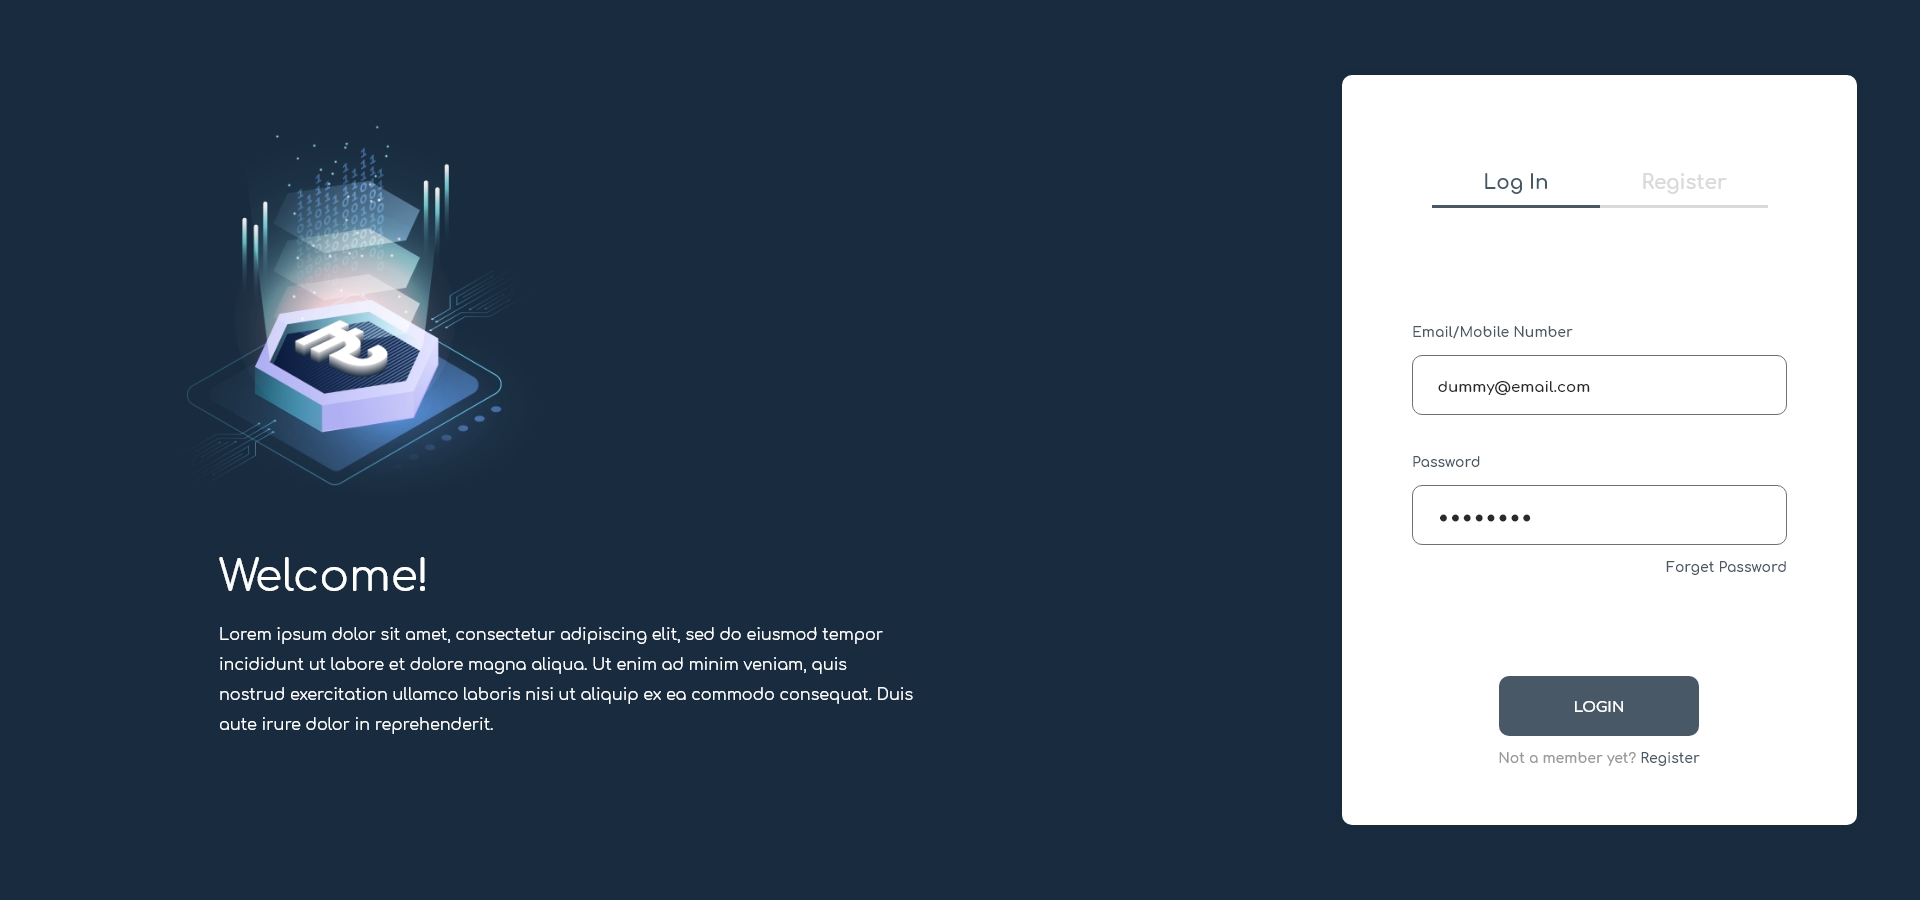 Log In
Register
Email/Mobile Number
dummy@email.com
Password
Forget Password
LOGIN
Not a member yet? Register
Welcome!
Lorem ipsum dolor sit amet, consectetur adipiscing elit, sed do eiusmod tempor
incididunt ut labore et dolore magna aliqua. Ut enim ad minim veniam, quis
nostrud exercitation ullamco laboris nisi ut aliquip ex ea commodo consequat. Duis
aute irure dolor in reprehenderit.